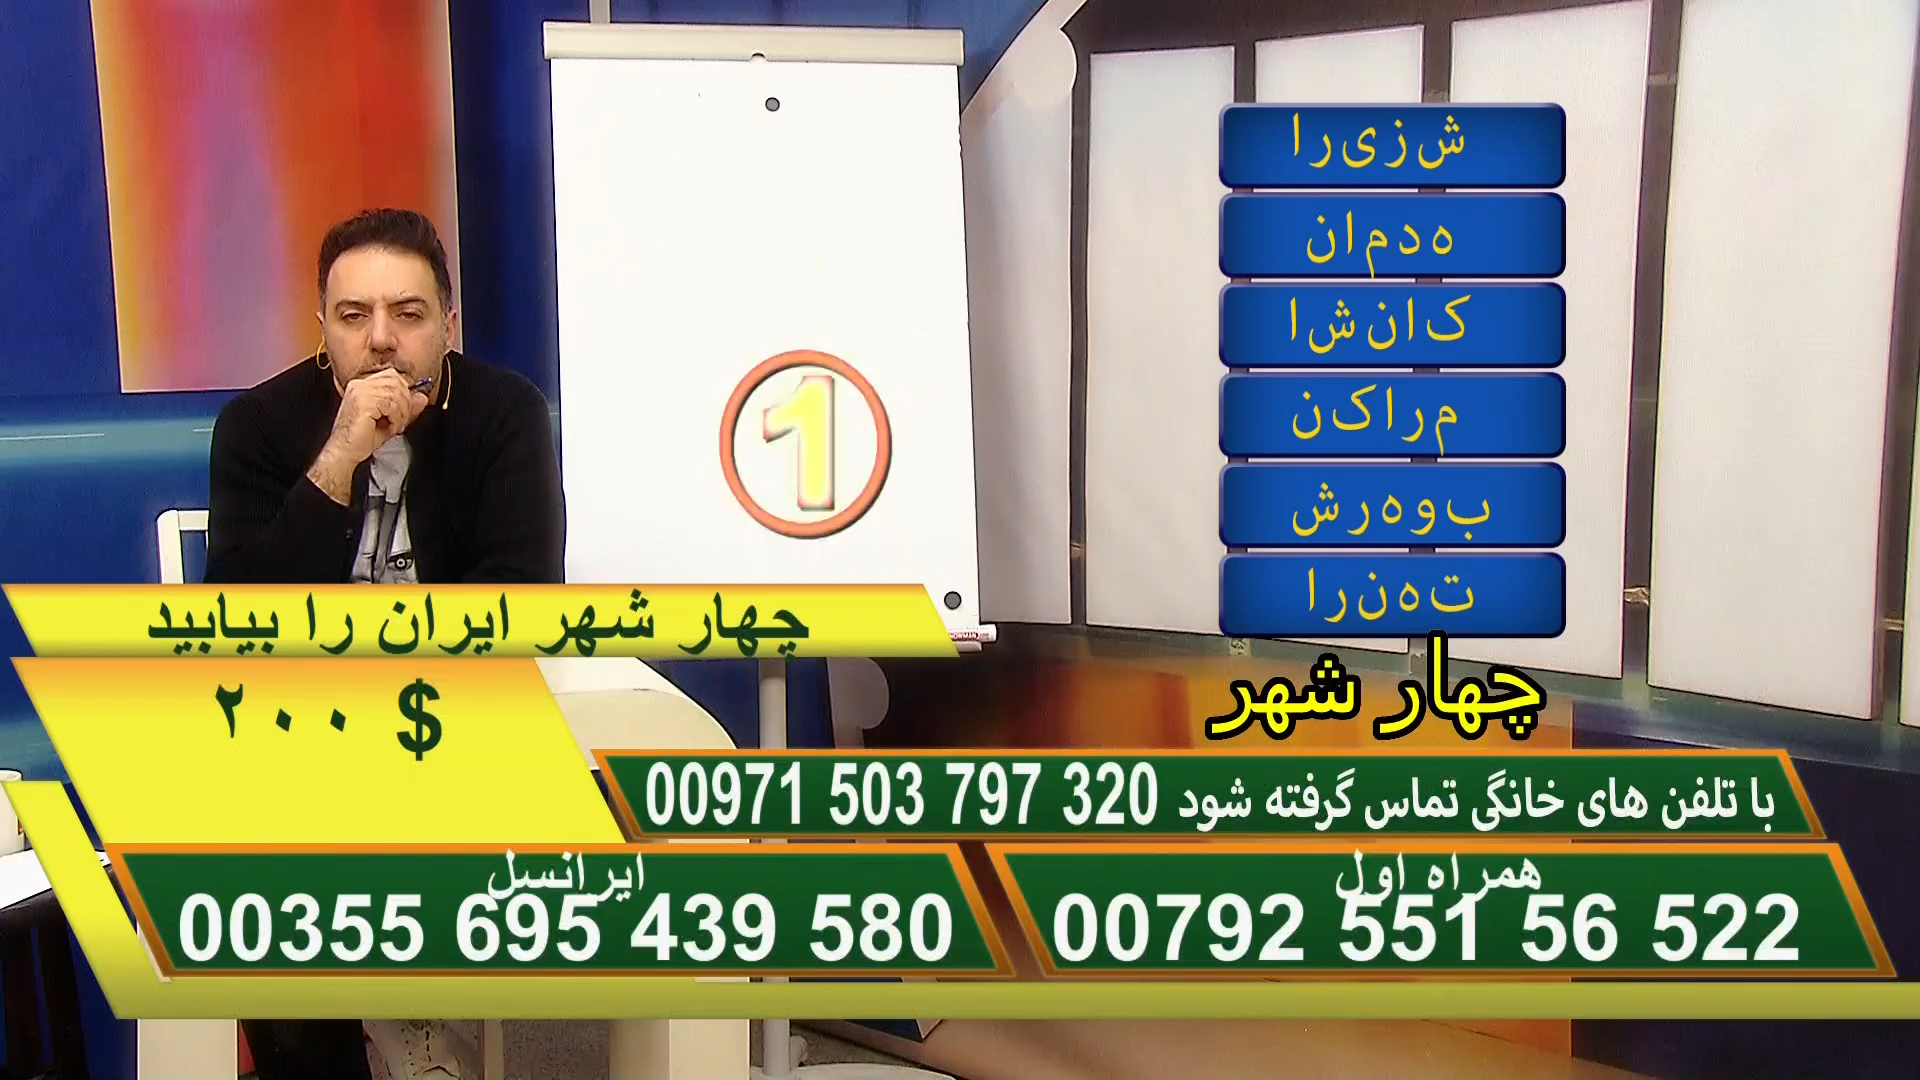 ش ز ی ر ا
ه د م ا ن
ک ا ن ش ا
م ر ا ک ن
ب و ه ر ش
ت ه ن ر ا
چهار شهر
1
چهار شهر ایران را بیابید
$ ۲۰۰
با تلفن های خانگی تماس گرفته شود 00971 503 797 320
همراه اول
00792 551 56 522
ایرانسل
00355 695 439 580